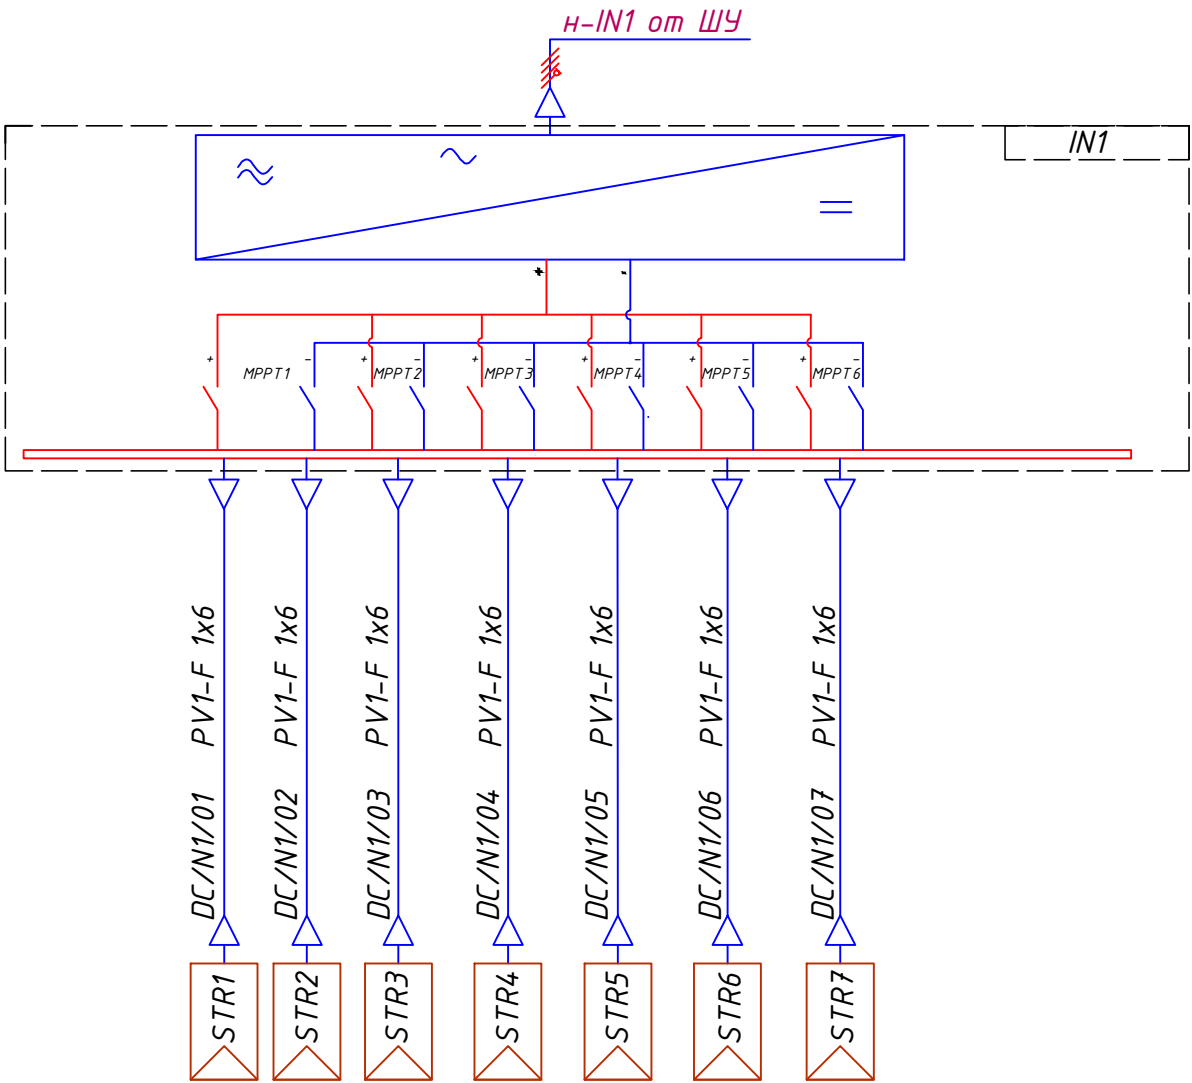 н-IN1 от ШУ
IN1
+ -
+ - + - + - + - + - + -
MPPT1 MPPT2 MPPT3 MPPT4 MPPT5 MPPT6
DC/N1/01 PV1-F 1x6
DC/N1/02 PV1-F 1x6
DC/N1/03 PV1-F 1x6
DC/N1/04 PV1-F 1x6
DC/N1/05 PV1-F 1x6
DC/N1/06 PV1-F 1x6
DC/N1/07 PV1-F 1x6
STR1
STR2
STR3
STR4
STR5
STR6
STR7